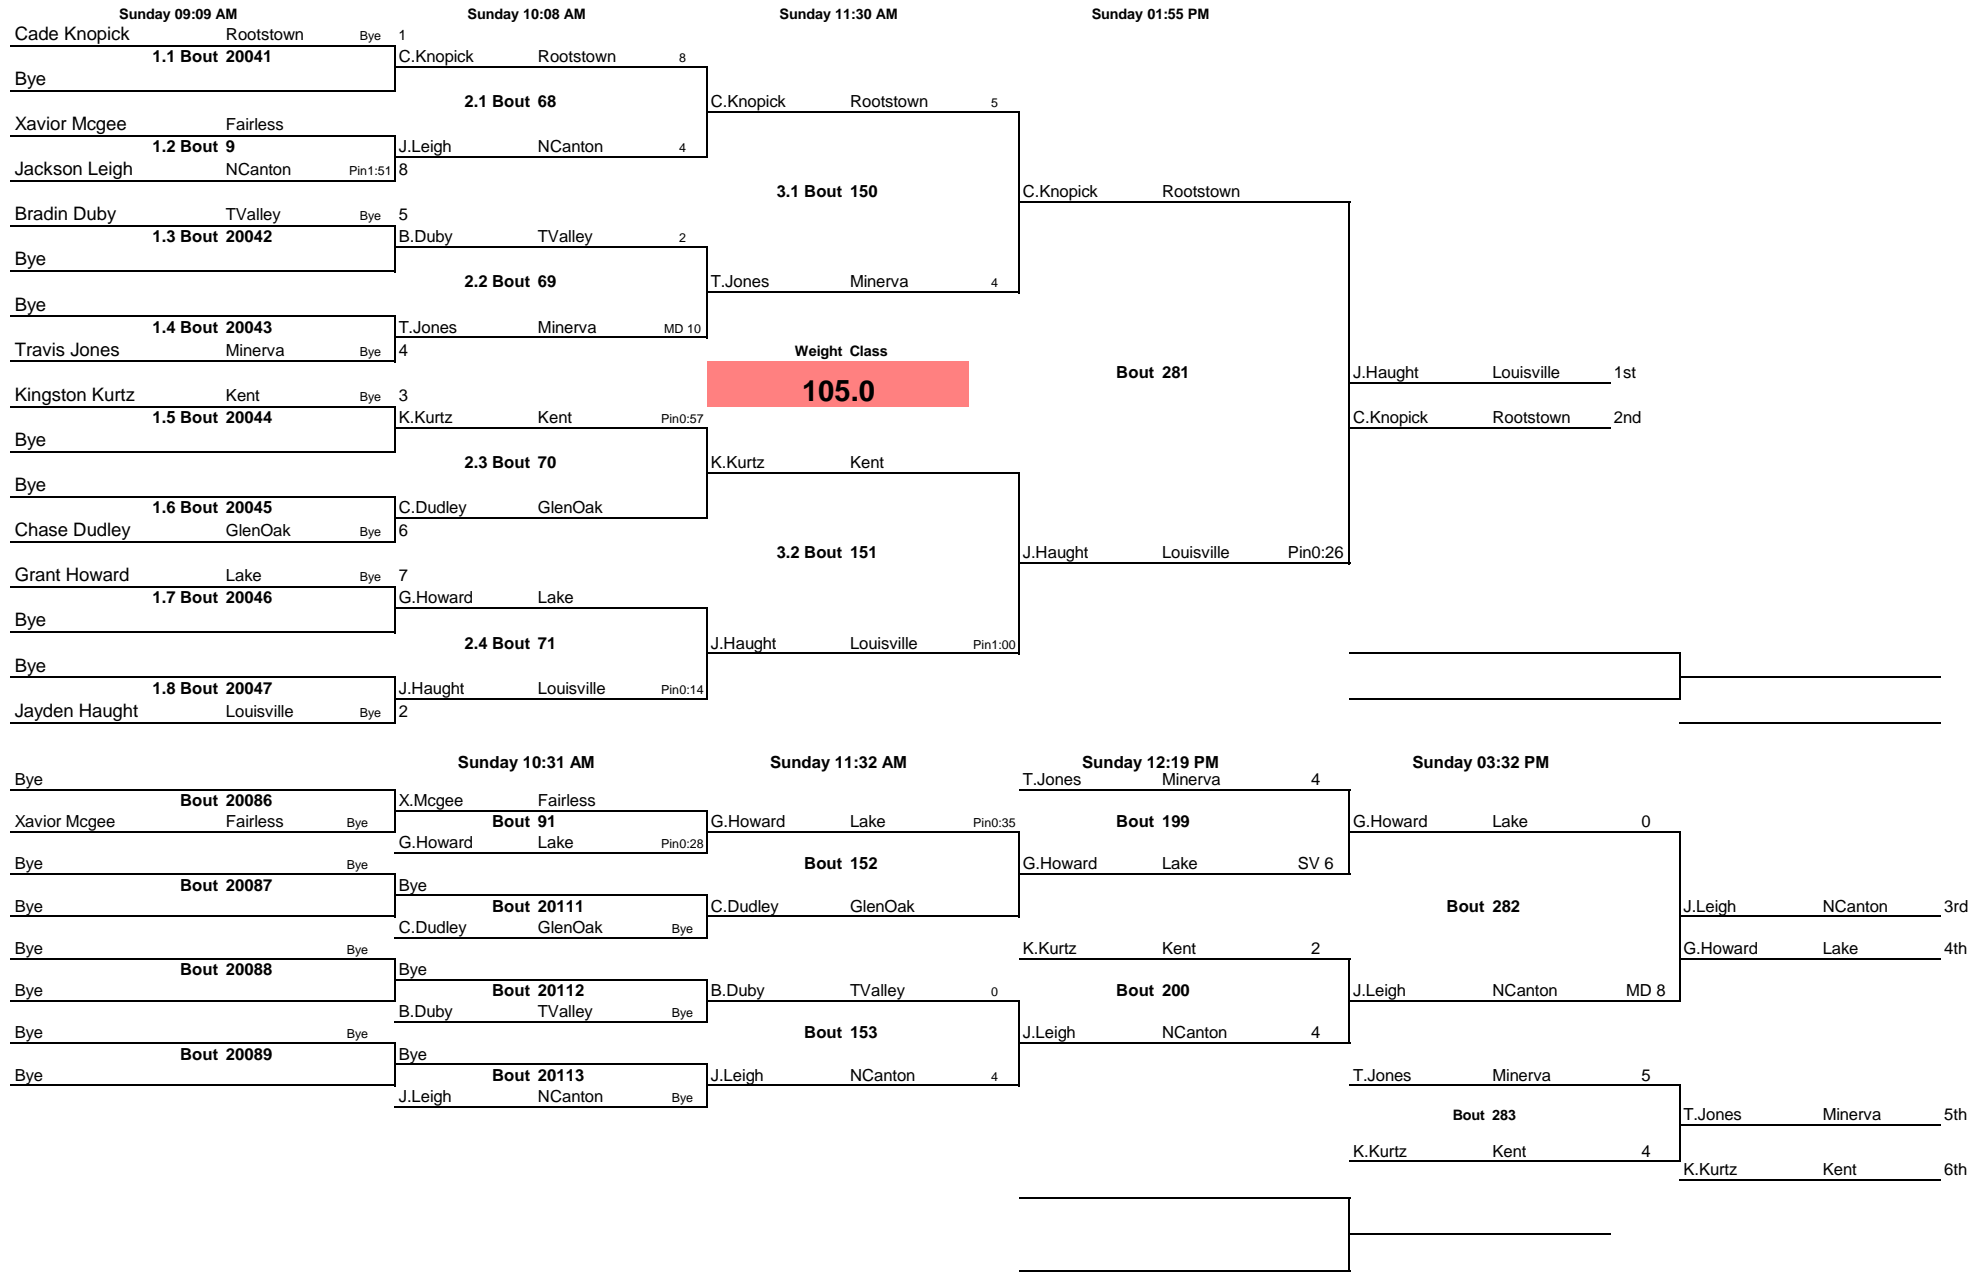 Sunday 09:09 AM Sunday 10:08 AM Sunday 11:30 AM Sunday 01:55 PM
Cade Knopick Rootstown Bye 1
1.1 Bout 20041 C.Knopick Rootstown 8
Bye
2.1 Bout 68 C.Knopick Rootstown 5
Xavior Mcgee Fairless
1.2 Bout 9 J.Leigh NCanton 4
Jackson Leigh NCanton Pin1:51 8
3.1 Bout 150 C.Knopick Rootstown
Bradin Duby TValley Bye 5
1.3 Bout 20042 B.Duby TValley 2
Bye
2.2 Bout 69 T.Jones Minerva 4
Bye
1.4 Bout 20043 T.Jones Minerva MD 10
Travis Jones Minerva Bye 4 Weight Class
Bout 281 J.Haught Louisville 1st
Kingston Kurtz Kent Bye 3 105.0
1.5 Bout 20044 K.Kurtz Kent Pin0:57 C.Knopick Rootstown 2nd
Bye
2.3 Bout 70 K.Kurtz Kent
Bye
1.6 Bout 20045 C.Dudley GlenOak
Chase Dudley GlenOak Bye 6
3.2 Bout 151 J.Haught Louisville Pin0:26
Grant Howard Lake Bye 7
1.7 Bout 20046 G.Howard Lake
Bye
2.4 Bout 71 J.Haught Louisville Pin1:00
Bye
1.8 Bout 20047 J.Haught Louisville Pin0:14
Jayden Haught Louisville Bye 2
Sunday 10:31 AM Sunday 11:32 AM Sunday 12:19 PM Sunday 03:32 PM
Bye T.Jones Minerva 4
Bout 20086 X.Mcgee Fairless
Xavior Mcgee Fairless Bye Bout 91 G.Howard Lake Pin0:35 Bout 199 G.Howard Lake 0
G.Howard Lake Pin0:28
Bye Bye Bout 152 G.Howard Lake SV 6
Bout 20087 Bye
Bye Bout 20111 C.Dudley GlenOak Bout 282 J.Leigh NCanton 3rd
C.Dudley GlenOak Bye
Bye Bye K.Kurtz Kent 2 G.Howard Lake 4th
Bout 20088 Bye
Bye Bout 20112 B.Duby TValley 0 Bout 200 J.Leigh NCanton MD 8
B.Duby TValley Bye
Bye Bye Bout 153 J.Leigh NCanton 4
Bout 20089 Bye
Bye Bout 20113 J.Leigh NCanton 4 T.Jones Minerva 5
J.Leigh NCanton Bye
Bout 283 T.Jones Minerva 5th
K.Kurtz Kent 4
K.Kurtz Kent 6th